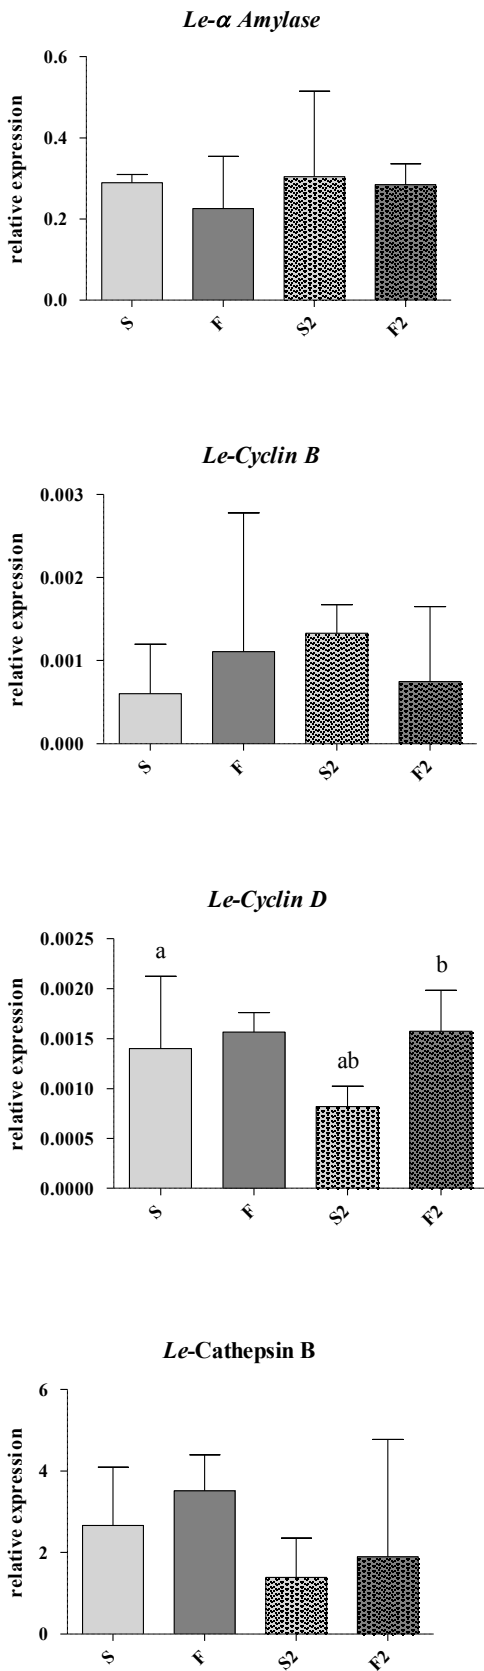 Le-α Amylase
0.6
0.4
0.2
0.0
relative expression
S F S2 F2
Le-Cyclin B
0.003
0.002
0.001
0.000
relative expression
S F S2 F2
Le-Cyclin D
0.0025
0.0020
0.0015
0.0010
0.0005
0.0000
relative expression
a
b
ab
S F S2 F2
Le-Cathepsin B
6
4
2
0
relative expression
S F S2 F2